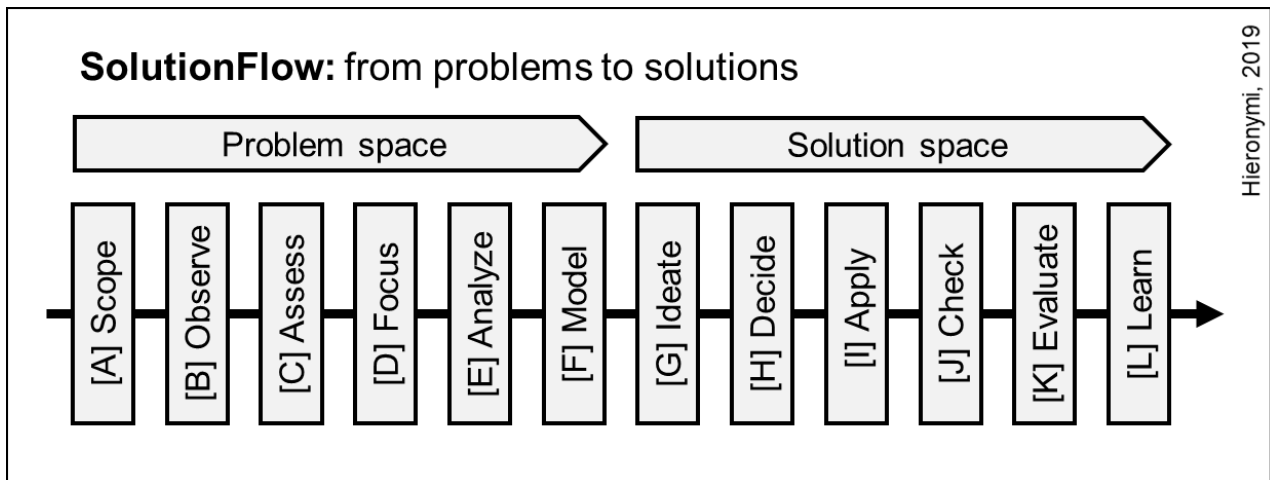 SolutionFlow: from problems to solutions
Hieronymi, 2019
Problem space
Solution space
[A] Scope
[B] Observe
[C] Assess
[D] Focus
[E] Analyze
[F] Model
[G] Ideate
[H] Decide
[I] Apply
[J] Check
[K] Evaluate
[L] Learn